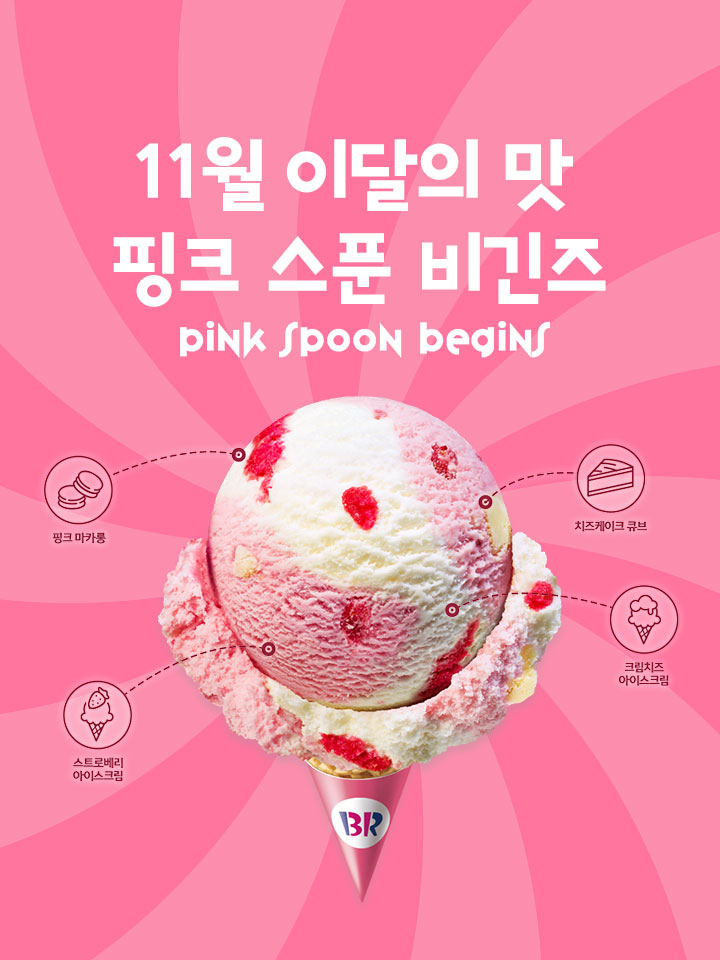 11월 이달의 맛
핑크 스푼 비긴즈
PINK SPOON BEGINS
핑크 마카롱
치즈케이크 큐브
크림치즈
아이스크림
스트로베리
아이스크림
BR